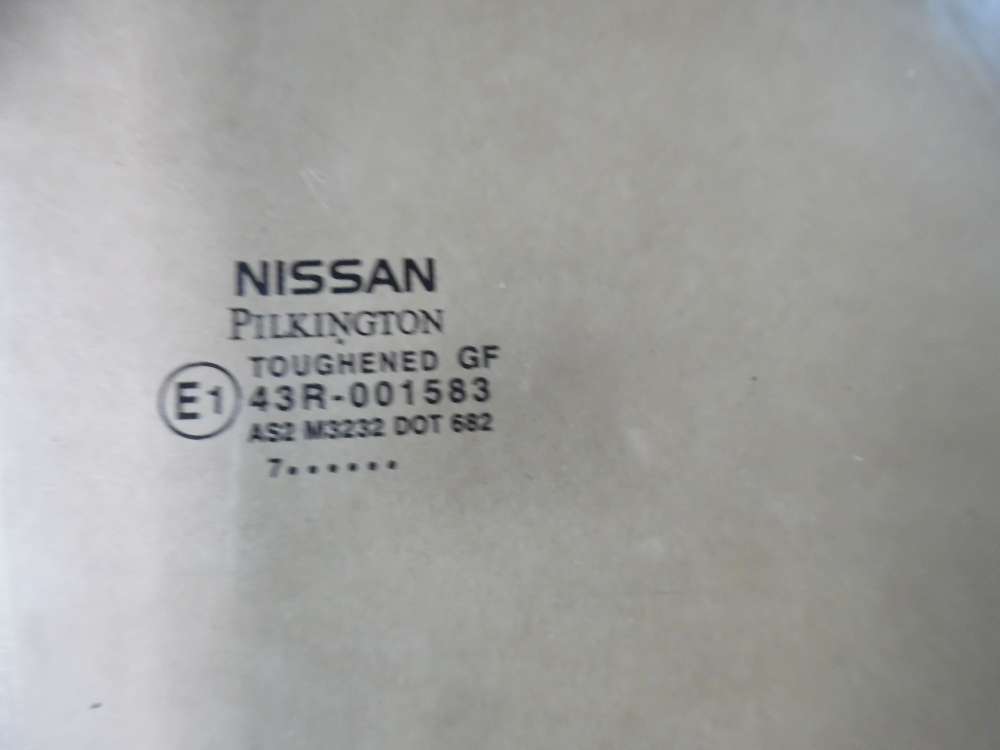 NISSAN
PILKINGTON
TOUGHENED GF
E1 43R-001583
AS2 M3232 DOT 682
7••••••